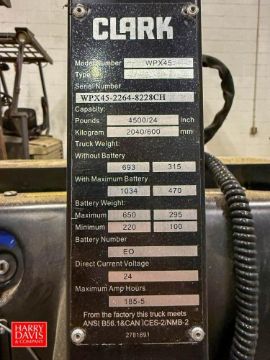 CLARK
Model Number WPX45
Type
Serial Number
WPX45-2264-8228CH
Capacity:
Pounds 4500/24 Inch
Kilogram 2040/600 mm
Truck Weight:
Without Battery
693 315
With Maximum Battery
1034 470
Battery Weight:
Maximum 650 295
Minimum 220 100
Battery Number
EO
Direct Current Voltage
24
Maximum Amp Hours
185-5
From the factory this truck meets
ANSI B56.1&CAN ICES-2/NMB-2
2781691
HARRY
DAVIS
& COMPANY